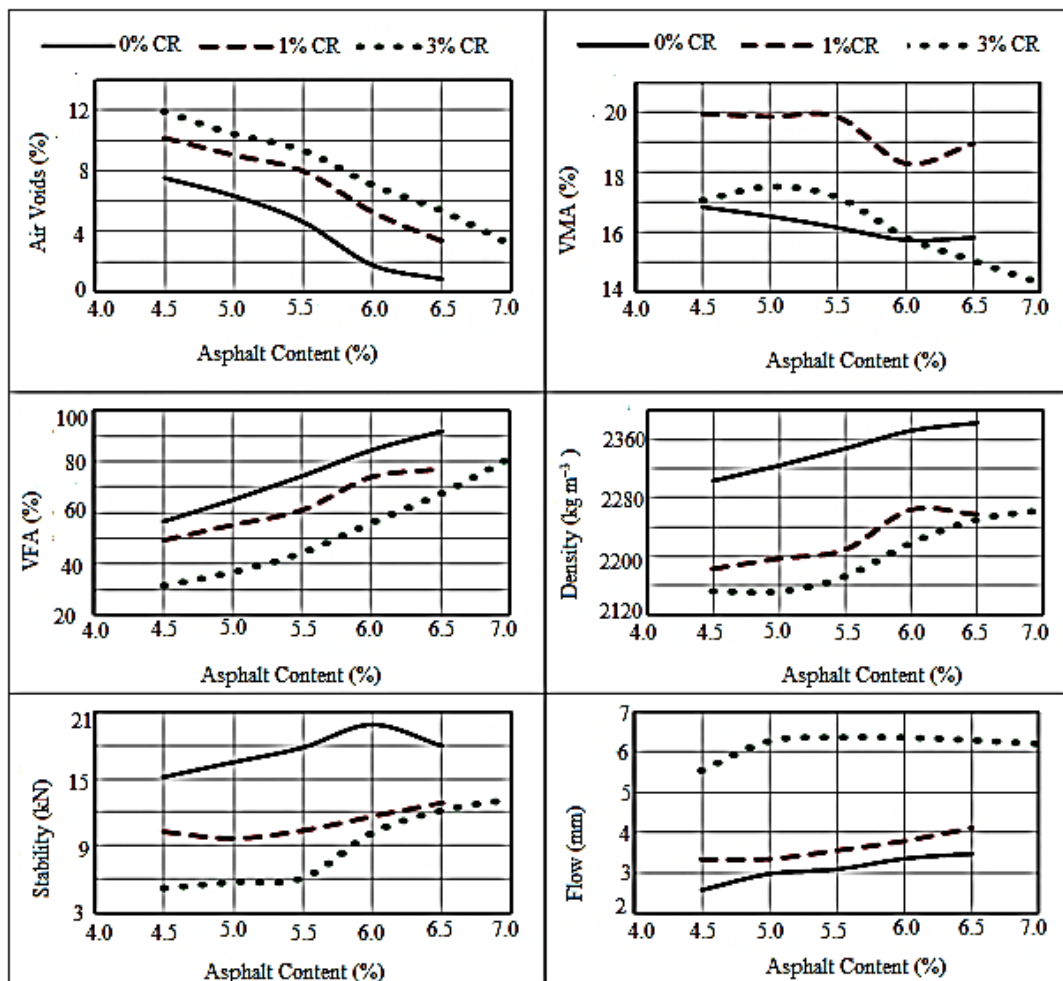 0% CR 1% CR 3% CR
12
8
4
0
Air Voids (%)
4.0 4.5 5.0 5.5 6.0 6.5 7.0
Asphalt Content (%)
0% CR 1%CR 3% CR
20
18
16
14
VMA (%)
4.0 4.5 5.0 5.5 6.0 6.5 7.0
Asphalt Content (%)
100
80
60
40
20
VFA (%)
4.0 4.5 5.0 5.5 6.0 6.5 7.0
Asphalt Content (%)
2360
2280
2200
2120
Density (kg m⁻³)
4.0 4.5 5.0 5.5 6.0 6.5 7.0
Asphalt Content (%)
21
15
9
3
Stability (kN)
4.0 4.5 5.0 5.5 6.0 6.5 7.0
Asphalt Content (%)
7
6
5
4
3
2
Flow (mm)
4.0 4.5 5.0 5.5 6.0 6.5 7.0
Asphalt Content (%)